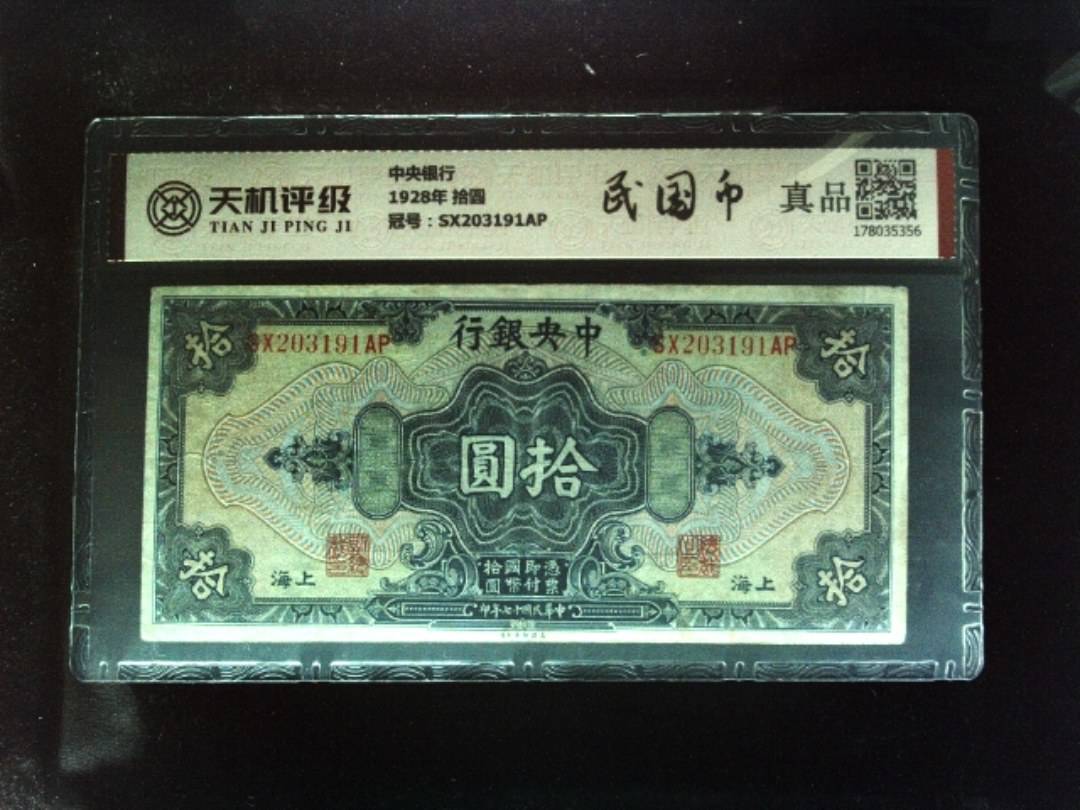 天机评级
TIAN JI PING JI
中央银行
1928年 拾圆
冠号：SX203191AP
民国币
真品
178035356
行銀央中
拾
SX203191AP
SX203191AP
拾
圓拾
憑票
即付
國幣
拾圓
拾
海上
海上
拾
印年七十國民華中